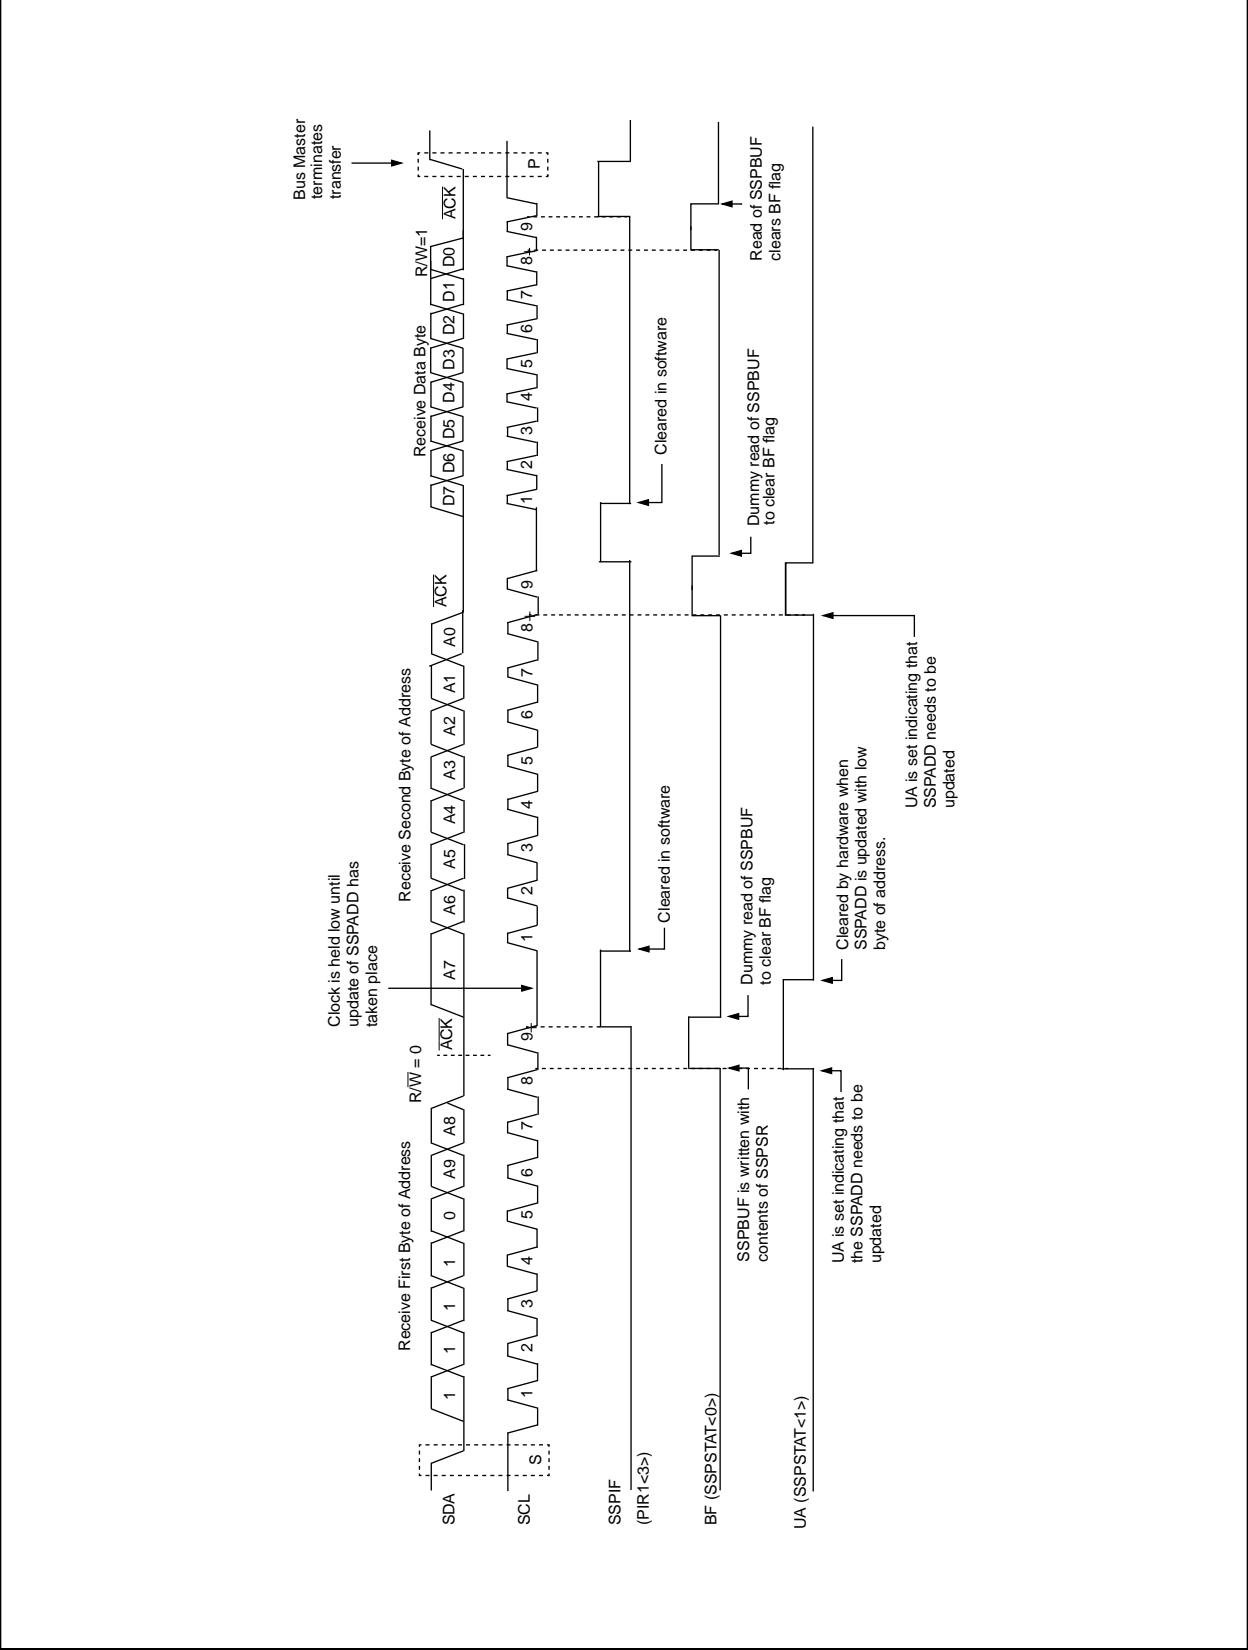 Bus Master
terminates
transfer
Clock is held low until
update of SSPADD has
taken place
Receive First Byte of Address
R/W̅ = 0
Receive Second Byte of Address
Receive Data Byte
R/W=1
SDA
1 1 1 1 0 A9 A8 A̅C̅K̅ A7 A6 A5 A4 A3 A2 A1 A0 A̅C̅K̅ D7 D6 D5 D4 D3 D2 D1 D0 A̅C̅K̅
SCL
S 1 2 3 4 5 6 7 8 9 1 2 3 4 5 6 7 8 9 1 2 3 4 5 6 7 8 9 P
SSPIF
(PIR1<3>)
Cleared in software
Cleared in software
BF (SSPSTAT<0>)
SSPBUF is written with
contents of SSPSR
Dummy read of SSPBUF
to clear BF flag
Dummy read of SSPBUF
to clear BF flag
Read of SSPBUF
clears BF flag
UA (SSPSTAT<1>)
UA is set indicating that
the SSPADD needs to be
updated
Cleared by hardware when
SSPADD is updated with low
byte of address.
UA is set indicating that
SSPADD needs to be
updated